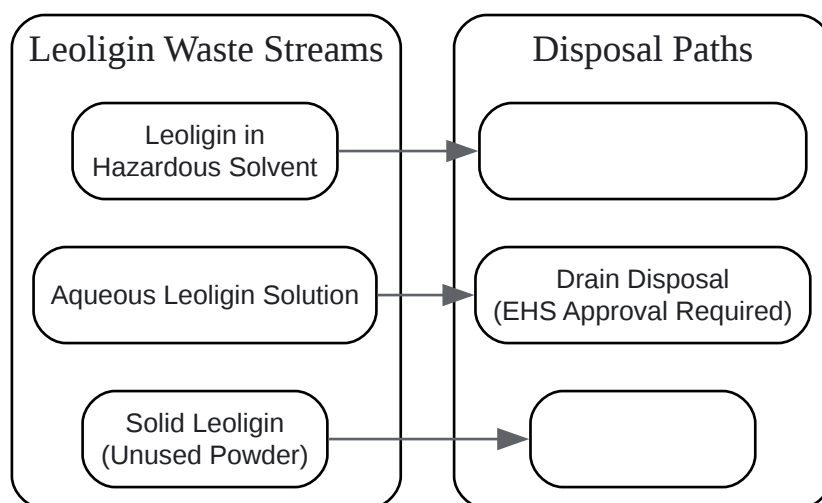 Leoligin Waste Streams
Disposal Paths
Leoligin in
Hazardous Solvent
Aqueous Leoligin Solution
Drain Disposal
(EHS Approval Required)
Solid Leoligin
(Unused Powder)